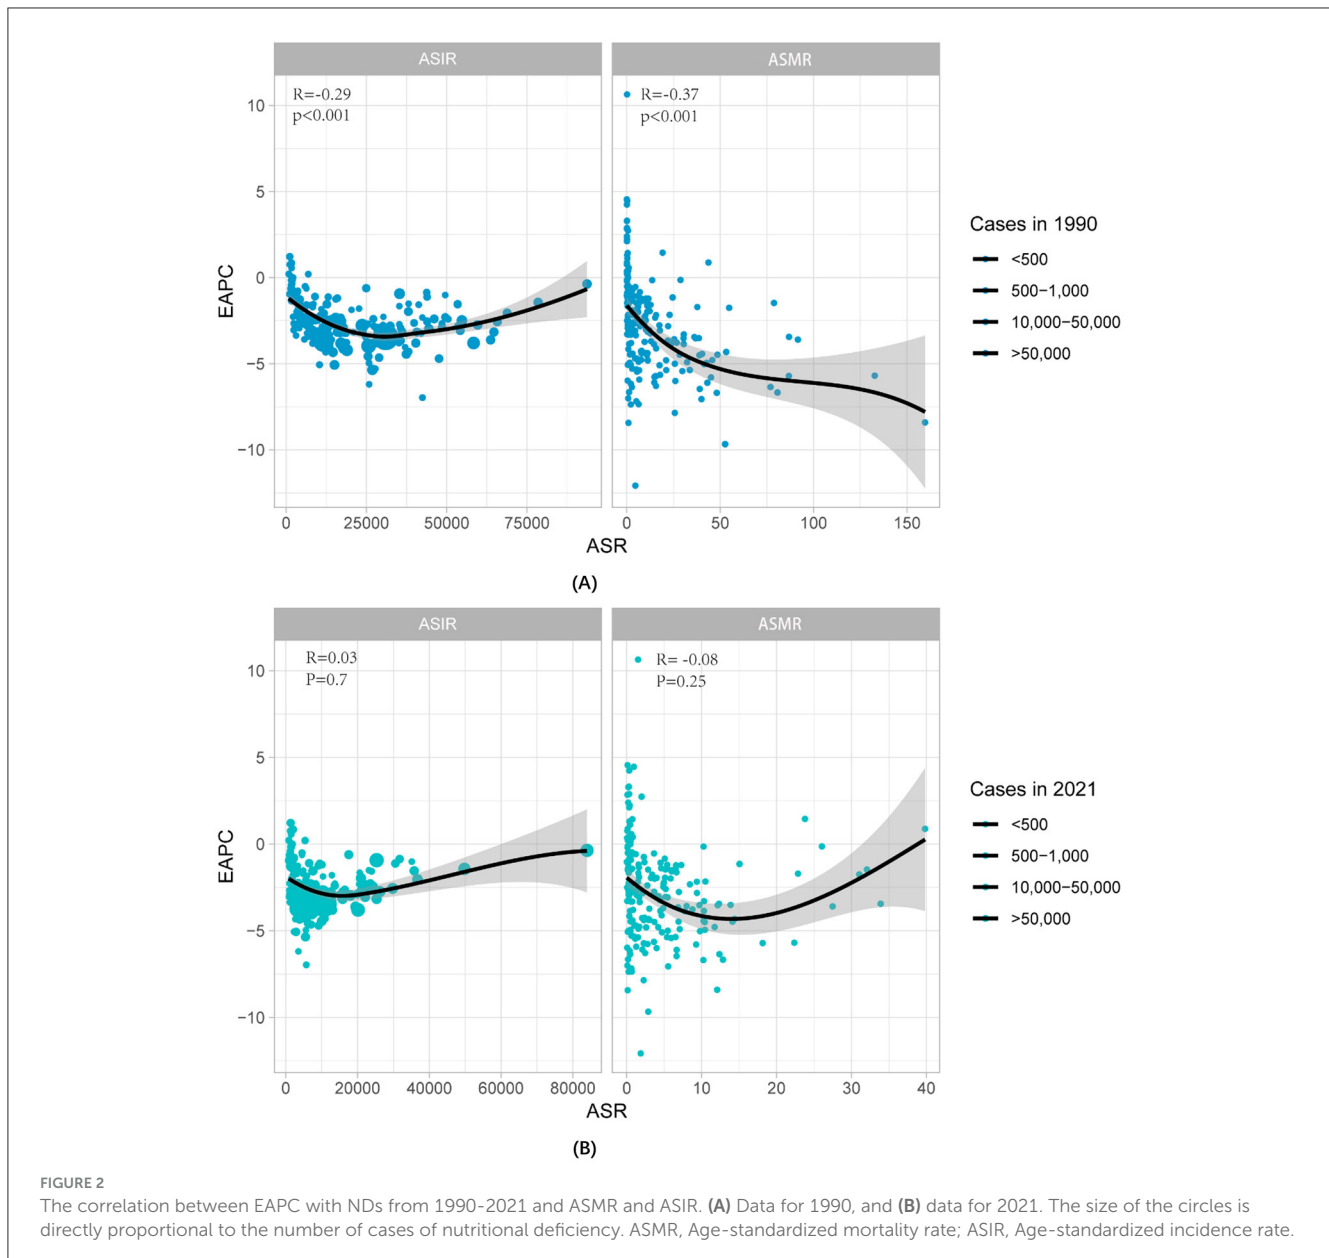 ASIR
ASMR
R=-0.29
p<0.001
R=-0.37
p<0.001
10
5
0
−5
−10
EAPC
0
25000
50000
75000
0
50
100
150
ASR
Cases in 1990
<500
500−1,000
10,000−50,000
>50,000
(A)
ASIR
ASMR
R=0.03
P=0.7
R= -0.08
P=0.25
10
5
0
−5
−10
EAPC
0
20000
40000
60000
80000
0
10
20
30
40
ASR
Cases in 2021
<500
500−1,000
10,000−50,000
>50,000
(B)
FIGURE 2
The correlation between EAPC with NDs from 1990-2021 and ASMR and ASIR. (A) Data for 1990, and (B) data for 2021. The size of the circles is
directly proportional to the number of cases of nutritional deficiency. ASMR, Age-standardized mortality rate; ASIR, Age-standardized incidence rate.